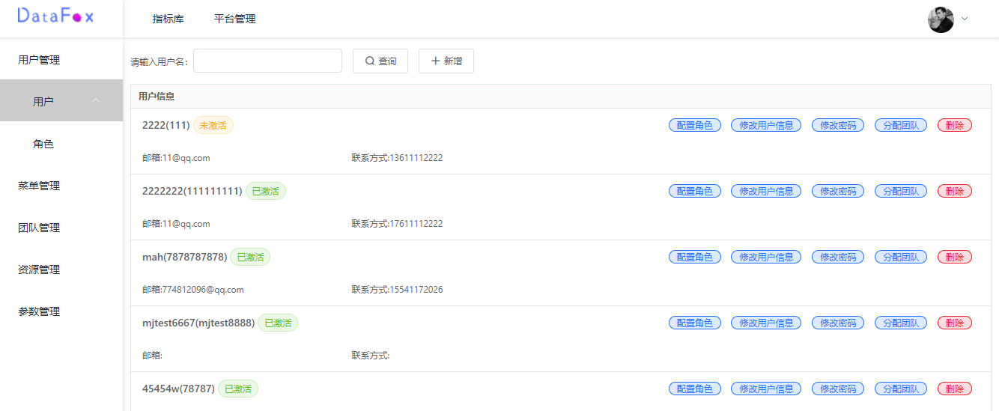 DataFox
指标库 平台管理
用户管理
用户
角色
菜单管理
团队管理
资源管理
参数管理
请输入用户名: 查询 新增
用户信息
2222(111) 未激活 配置角色 修改用户信息 修改密码 分配团队 删除
邮箱:11@qq.com 联系方式:13611112222
2222222(111111111) 已激活 配置角色 修改用户信息 修改密码 分配团队 删除
邮箱:11@qq.com 联系方式:17611112222
mah(7878787878) 已激活 配置角色 修改用户信息 修改密码 分配团队 删除
邮箱:774812096@qq.com 联系方式:15541172026
mjtest6667(mjtest8888) 已激活 配置角色 修改用户信息 修改密码 分配团队 删除
邮箱: 联系方式:
45454w(78787) 已激活 配置角色 修改用户信息 修改密码 分配团队 删除